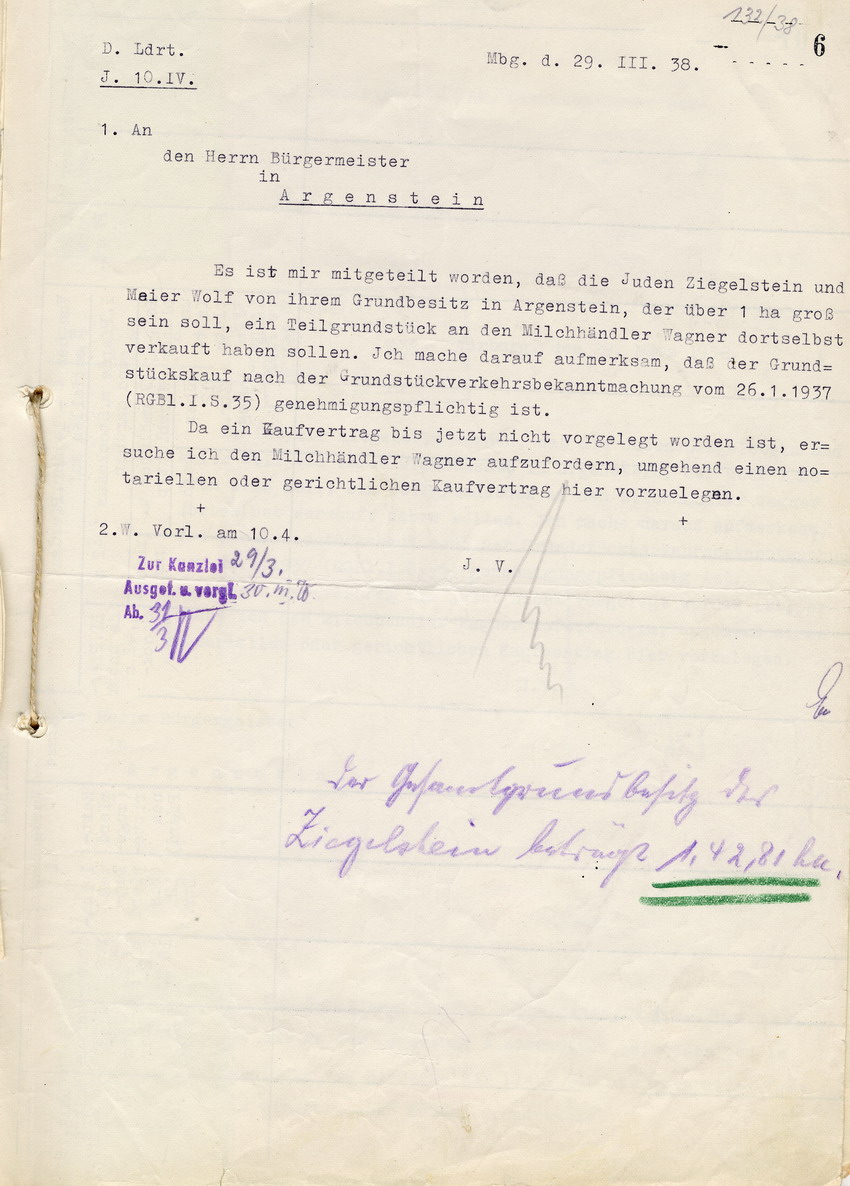 132/38
6
D. Ldrt.
Mbg. d. 29. III. 38.
J. 10.IV.
1. An
den Herrn Bürgermeister
in
Argenstein
Es ist mir mitgeteilt worden, daß die Juden Ziegelstein und
Maier Wolf von ihrem Grundbesitz in Argenstein, der über 1 ha groß
sein soll, ein Teilgrundstück an den Milchhändler Wagner dortselbst
verkauft haben sollen. Jch mache darauf aufmerksam, daß der Grund=
stückskauf nach der Grundstückverkehrsbekanntmachung vom 26.1.1937
(RGBl.I.S.35) genehmigungspflichtig ist.
Da ein Kaufvertrag bis jetzt nicht vorgelegt worden ist, er=
suche ich den Milchhändler Wagner aufzufordern, umgehend einen no=
tariellen oder gerichtlichen Kaufvertrag hier vorzuelegen.
+
+
2.W. Vorl. am 10.4.
J. V.
Zur Kanzlei 29/3.
Ausgef. u. vergl. 30. III.
Ab. 31/3
Der Gesamtgrundbesitz des
Ziegelstein beträgt 1,42,81 ha.